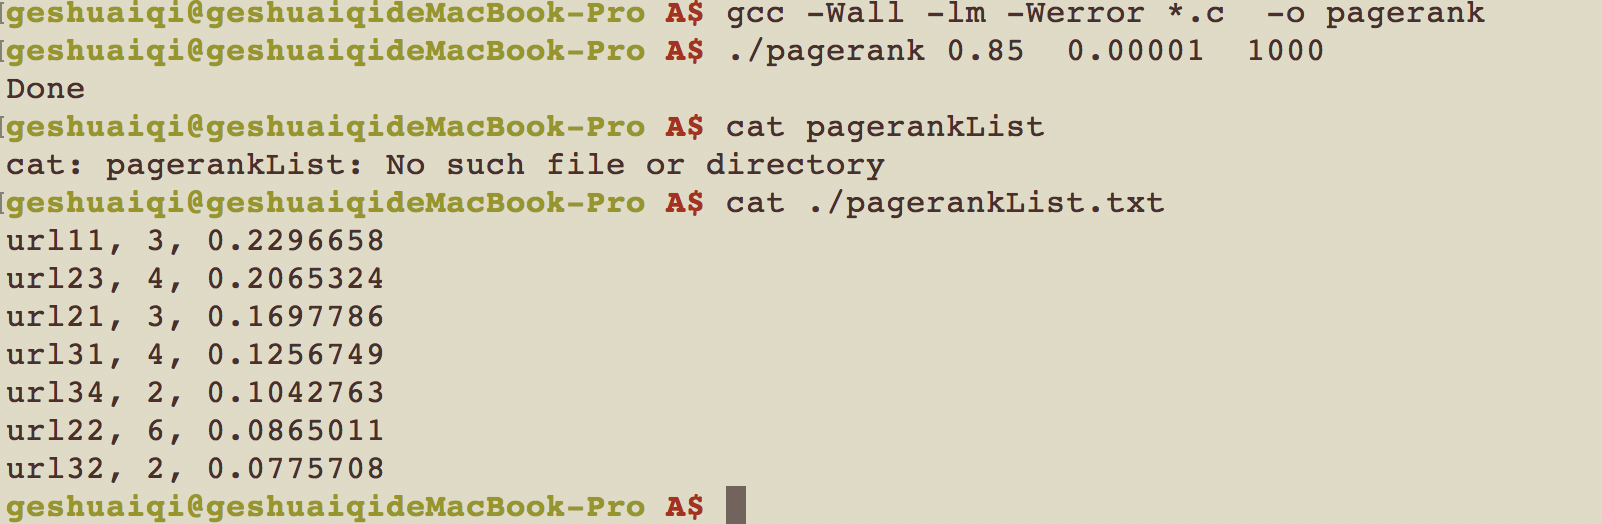 geshuaiqi@geshuaiqideMacBook-Pro A$ gcc -Wall -lm -Werror *.c  -o pagerank
geshuaiqi@geshuaiqideMacBook-Pro A$ ./pagerank 0.85  0.00001  1000
Done
geshuaiqi@geshuaiqideMacBook-Pro A$ cat pagerankList
cat: pagerankList: No such file or directory
geshuaiqi@geshuaiqideMacBook-Pro A$ cat ./pagerankList.txt
url11, 3, 0.2296658
url23, 4, 0.2065324
url21, 3, 0.1697786
url31, 4, 0.1256749
url34, 2, 0.1042763
url22, 6, 0.0865011
url32, 2, 0.0775708
geshuaiqi@geshuaiqideMacBook-Pro A$